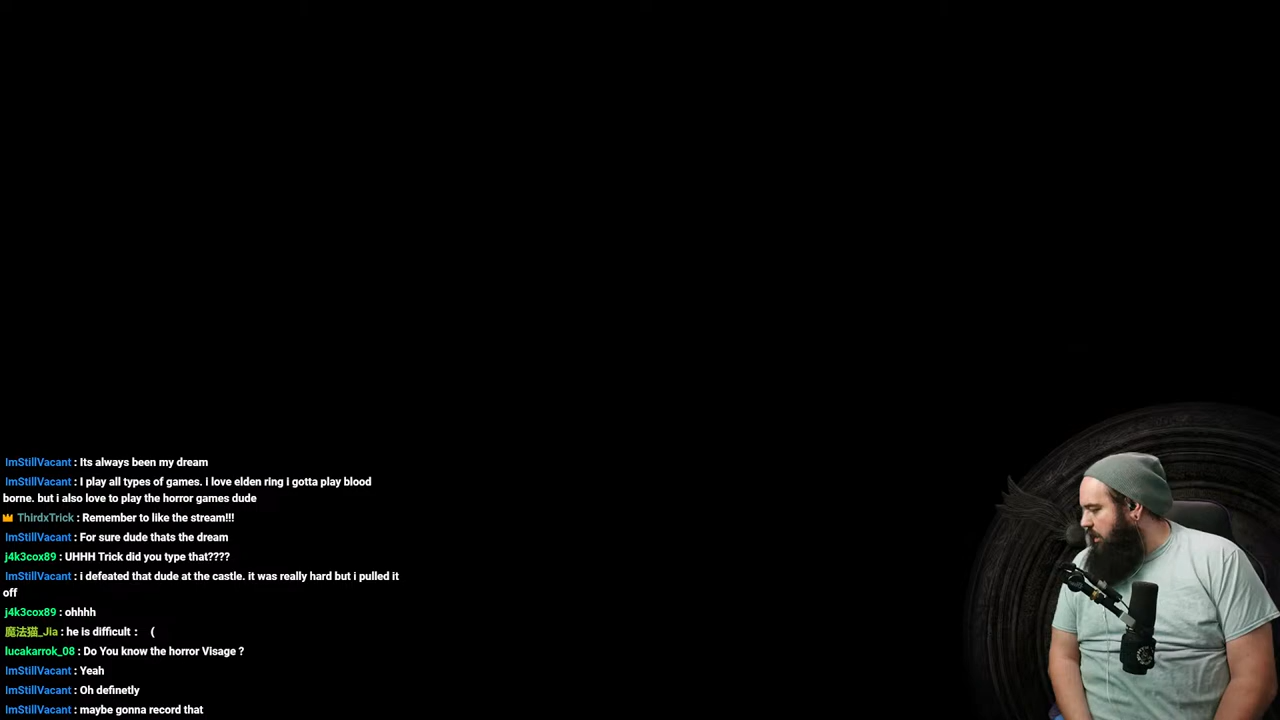 ImStillVacant : Its always been my dream
ImStillVacant : I play all types of games. i love elden ring i gotta play blood
borne. but i also love to play the horror games dude
ThirdxTrick : Remember to like the stream!!!
ImStillVacant : For sure dude thats the dream
j4k3cox89 : UHHH Trick did you type that????
ImStillVacant : i defeated that dude at the castle. it was really hard but i pulled it
off
j4k3cox89 : ohhhh
魔法猫_Jia : he is difficult： （
lucakarrok_08 : Do You know the horror Visage ?
ImStillVacant : Yeah
ImStillVacant : Oh definetly
ImStillVacant : maybe gonna record that